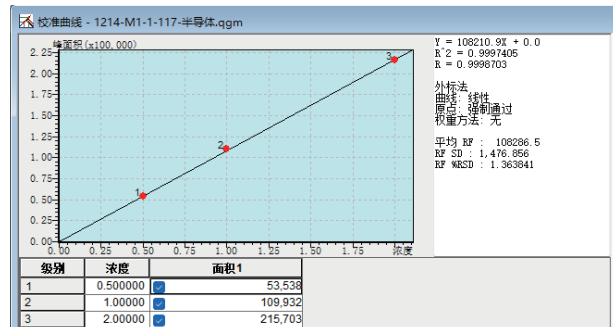 校准曲线 - 1214-M1-1-117-半导体.qgm
峰面积(x100,000)
2.25
2.00
1.75
1.50
1.25
1.00
0.75
0.50
0.25
0.00
0.00 0.25 0.50 0.75 1.00 1.25 1.50 1.75 浓度
1
2
3
Y = 108210.9X + 0.0
R^2 = 0.9997405
R = 0.9998703
外标法
曲线: 线性
原点: 强制通过
权重方法: 无
平均 RF : 108286.5
RF SD : 1,476.856
RF %RSD : 1.363841
级别 浓度 面积1
1 0.500000 53,538
2 1.00000 109,932
3 2.00000 215,703